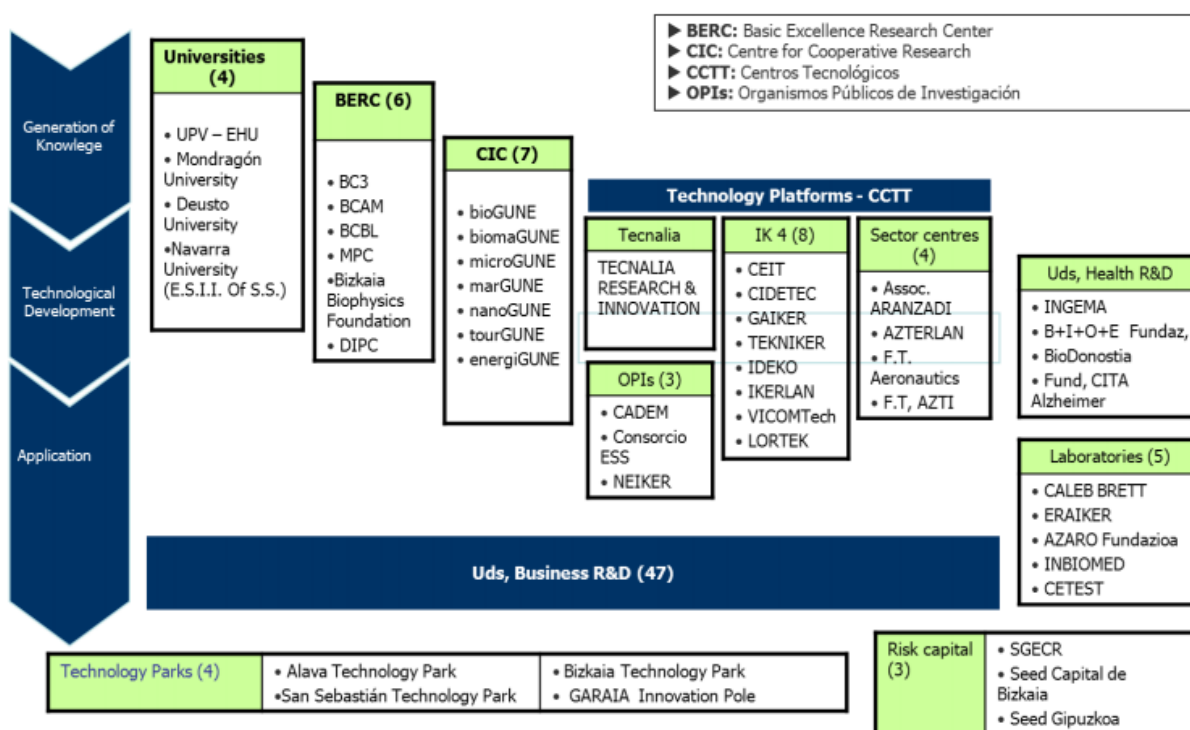 ▶ BERC: Basic Excellence Research Center
▶ CIC: Centre for Cooperative Research
▶ CCTT: Centros Tecnológicos
▶ OPIs: Organismos Públicos de Investigación
Generation of
Knowlege
Technological
Development
Application
Universities
(4)
• UPV – EHU
• Mondragón
University
• Deusto
University
•Navarra
University
(E.S.I.I. Of S.S.)
BERC (6)
• BC3
• BCAM
• BCBL
• MPC
•Bizkaia
Biophysics
Foundation
• DIPC
CIC (7)
• bioGUNE
• biomaGUNE
• microGUNE
• marGUNE
• nanoGUNE
• tourGUNE
• energiGUNE
Technology Platforms - CCTT
Tecnalia
TECNALIA
RESEARCH &
INNOVATION
OPIs (3)
• CADEM
• Consorcio
ESS
• NEIKER
IK 4 (8)
• CEIT
• CIDETEC
• GAIKER
• TEKNIKER
• IDEKO
• IKERLAN
• VICOMTech
• LORTEK
Sector centres
(4)
• Assoc.
ARANZADI
• AZTERLAN
• F.T.
Aeronautics
• F.T, AZTI
Uds, Health R&D
• INGEMA
• B+I+O+E Fundaz,
• BioDonostia
• Fund, CITA
Alzheimer
Laboratories (5)
• CALEB BRETT
• ERAIKER
• AZARO Fundazioa
• INBIOMED
• CETEST
Uds, Business R&D (47)
Technology Parks (4)
• Alava Technology Park
•San Sebastián Technology Park
• Bizkaia Technology Park
• GARAIA Innovation Pole
Risk capital
(3)
• SGECR
• Seed Capital de
Bizkaia
• Seed Gipuzkoa